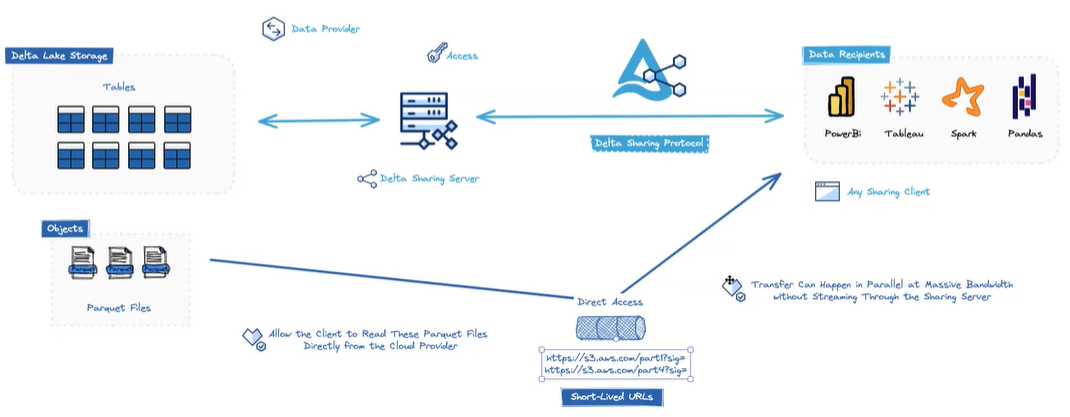 Data Provider
Delta Lake Storage
Access
Data Recipients
Tables
PowerBi
Tableau
Spark
Pandas
Delta Sharing Protocol
Delta Sharing Server
Any Sharing Client
Objects
Parquet
Parquet
Parquet
Parquet Files
Direct Access
Transfer Can Happen in Parallel at Massive Bandwidth
without Streaming Through the Sharing Server
Allow the Client to Read These Parquet Files
Directly from the Cloud Provider
https://s3.aws.com/part1?sig=
https://s3.aws.com/part4?sig=
Short-Lived URLs